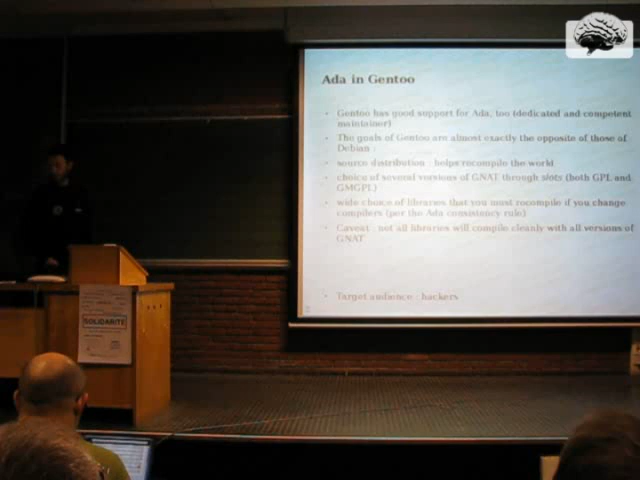 Ada in Gentoo
- Gentoo has good support for Ada, too (dedicated and competent
maintainer)
- The goals of Gentoo are almost exactly the opposite of those of
Debian :
- source distribution : helps recompile the world
- choice of several versions of GNAT through slots (both GPL and
GMGPL)
- wide choice of libraries that you must recompile if you change
compilers (per the Ada consistency rule)
- Caveat : not all libraries will compile cleanly with all versions of
GNAT
- Target audience : hackers
SOLIDARITE